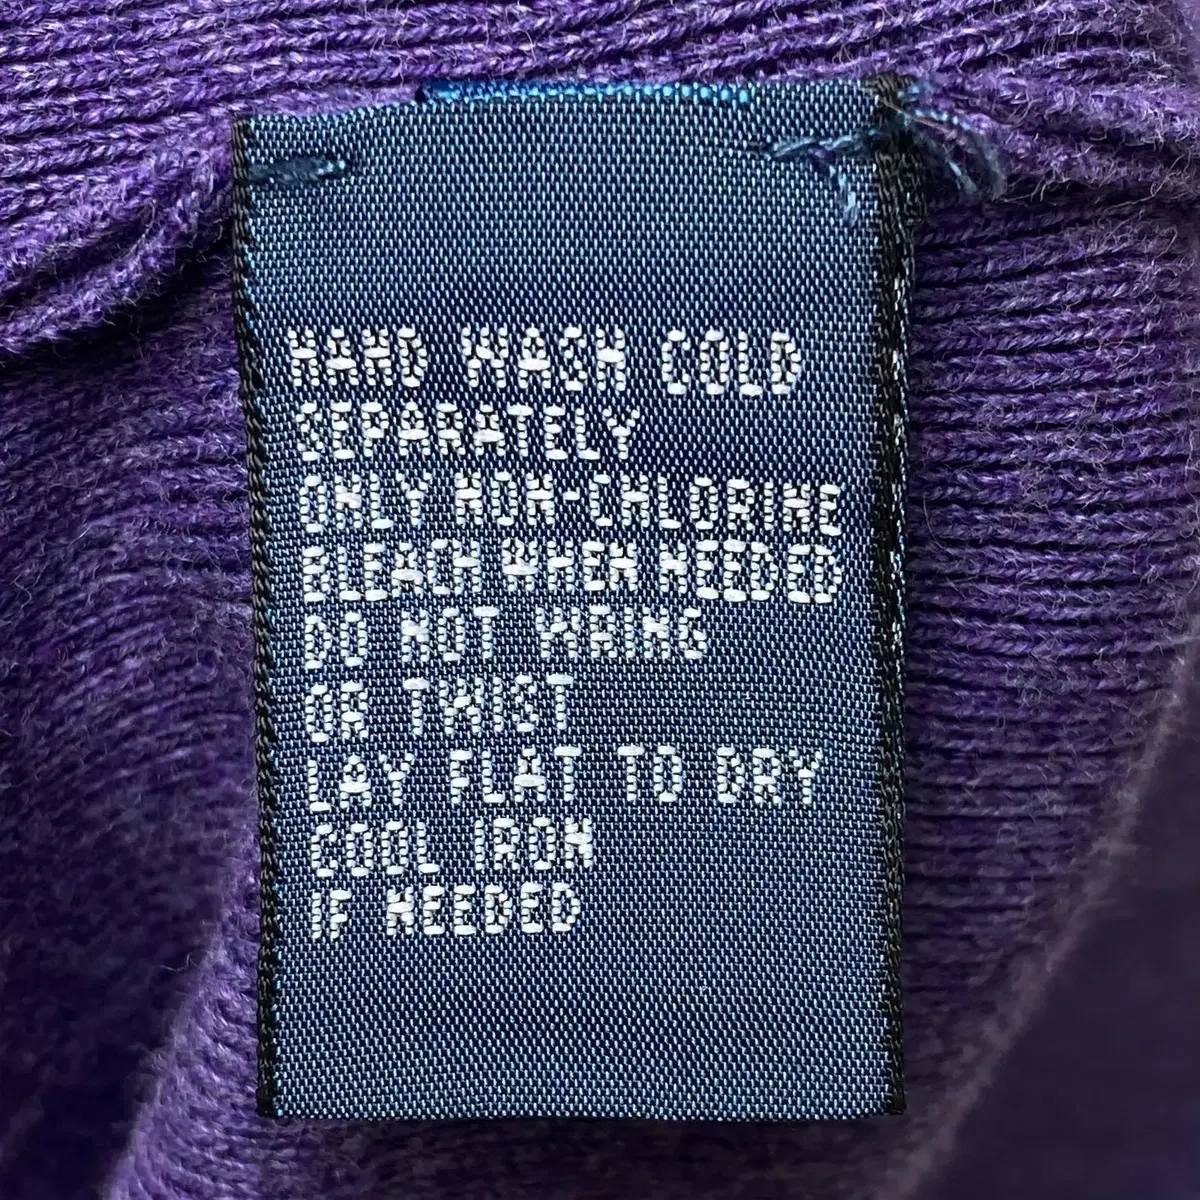 HAND WASH COLD
SEPARATELY
ONLY NON-CHLORINE
BLEACH WHEN NEEDED
DO NOT WRING
OR TWIST
LAY FLAT TO DRY
COOL IRON
IF NEEDED